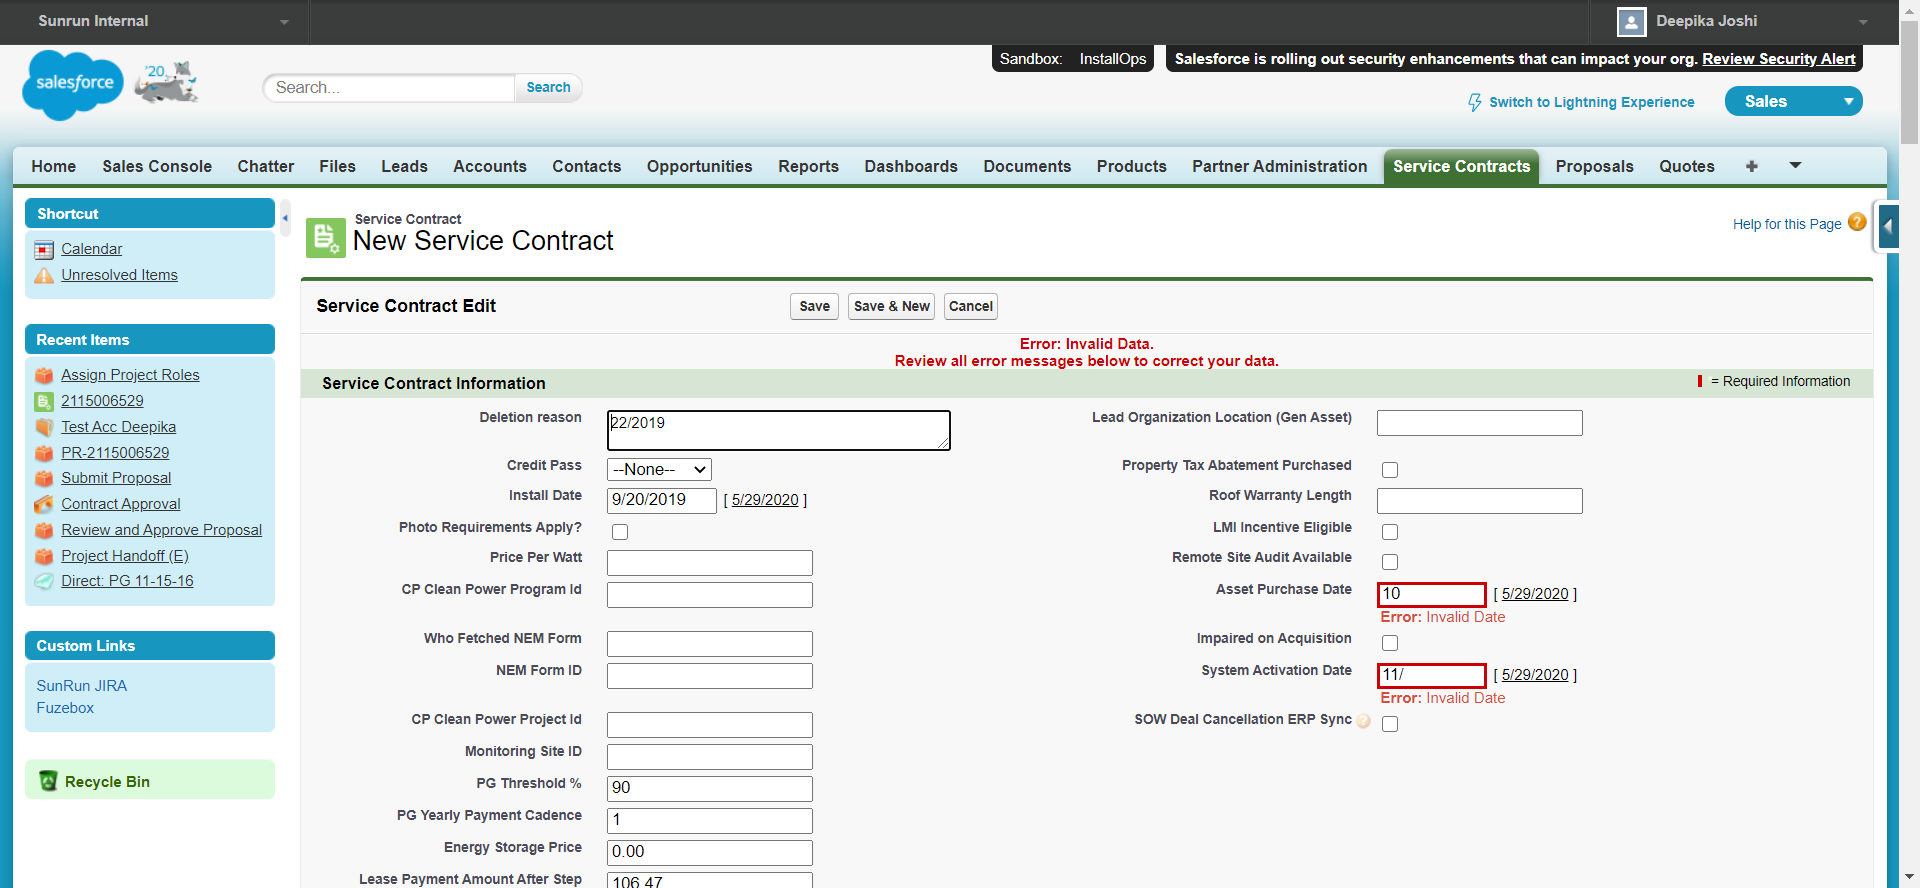 Sunrun Internal
Deepika Joshi
salesforce
'20
Search...
Search
Sandbox: InstallOps
Salesforce is rolling out security enhancements that can impact your org. Review Security Alert
Switch to Lightning Experience
Sales
Home Sales Console Chatter Files Leads Accounts Contacts Opportunities Reports Dashboards Documents Products Partner Administration Service Contracts Proposals Quotes +
Shortcut
Calendar
Unresolved Items
Recent Items
Assign Project Roles
2115006529
Test Acc Deepika
PR-2115006529
Submit Proposal
Contract Approval
Review and Approve Proposal
Project Handoff (E)
Direct: PG 11-15-16
Custom Links
SunRun JIRA
Fuzebox
Recycle Bin
Service Contract
New Service Contract
Help for this Page ?
Service Contract Edit
Save
Save & New
Cancel
Error: Invalid Data.
Review all error messages below to correct your data.
Service Contract Information
= Required Information
Deletion reason 22/2019
Lead Organization Location (Gen Asset)
Credit Pass --None--
Property Tax Abatement Purchased
Install Date 9/20/2019 [ 5/29/2020 ]
Roof Warranty Length
Photo Requirements Apply?
LMI Incentive Eligible
Price Per Watt
Remote Site Audit Available
CP Clean Power Program Id
Asset Purchase Date 10 [ 5/29/2020 ]
Error: Invalid Date
Who Fetched NEM Form
Impaired on Acquisition
NEM Form ID
System Activation Date 11/ [ 5/29/2020 ]
Error: Invalid Date
CP Clean Power Project Id
SOW Deal Cancellation ERP Sync ?
Monitoring Site ID
PG Threshold % 90
PG Yearly Payment Cadence 1
Energy Storage Price 0.00
Lease Payment Amount After Step 106.47